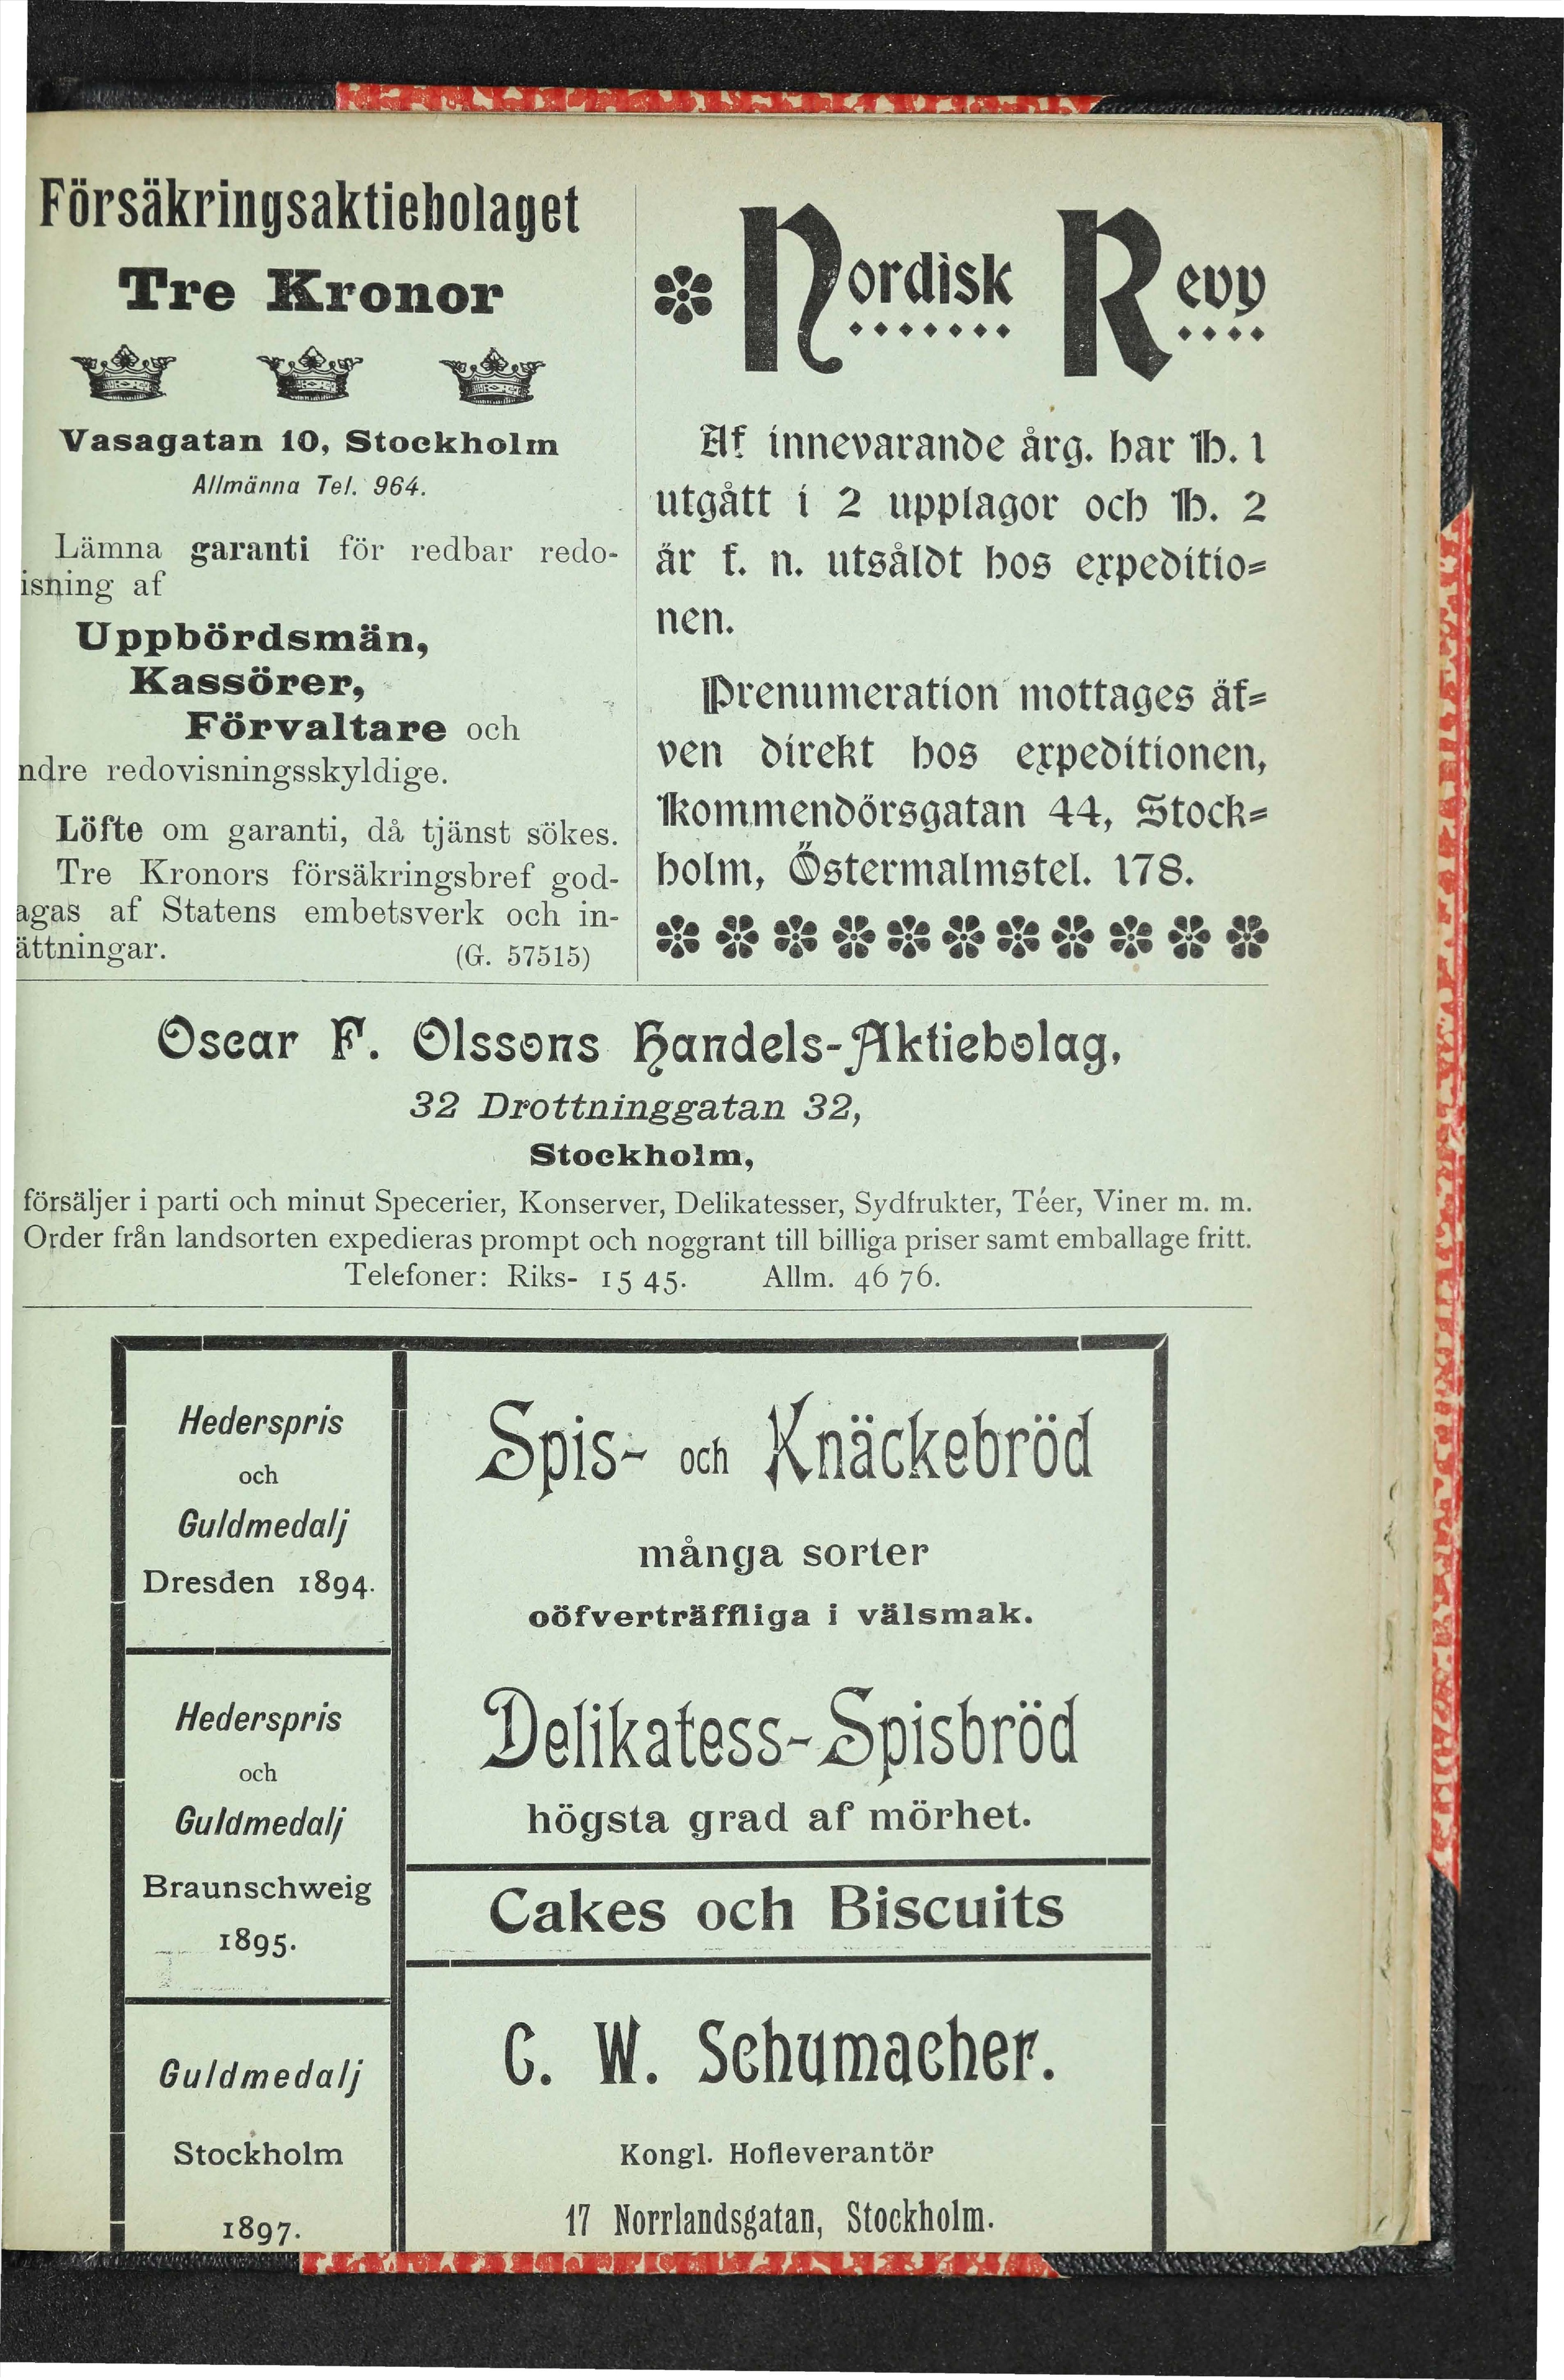 Försäkringsaktiebolaget
Tre Kronor
Vasagatan 10, Stockholm
Allmänna Tel. 964.
Lämna garanti för redbar redo-
isning af
Uppbördsmän,
Kassörer,
Förvaltare och
ndre redovisningsskyldige.
Löfte om garanti, då tjänst sökes.
Tre Kronors försäkringsbref god-
agas af Statens embetsverk och in-
ättningar. (G. 57515)
Nordisk Revy
Af innevarande årg. har H. 1
utgått i 2 upplagor och H. 2
är f. n. utsåldt hos expeditio-
nen.
Prenumeration mottages äf-
ven direkt hos expeditionen,
Kommendörsgatan 44, Stock-
holm, Östermalmstel. 178.
Oscar F. Olssons Handels-Aktiebolag,
32 Drottninggatan 32,
Stockholm,
försäljer i parti och minut Specerier, Konserver, Delikatesser, Sydfrukter, Téer, Viner m. m.
Order från landsorten expedieras prompt och noggrant till billiga priser samt emballage fritt.
Telefoner: Riks- 15 45. Allm. 46 76.
Hederspris
och
Guldmedalj
Dresden 1894.
Hederspris
och
Guldmedalj
Braunschweig
1895.
Guldmedalj
Stockholm
1897.
Spis- och Knäckebröd
många sorter
oöfverträffliga i välsmak.
Delikatess-Spisbröd
högsta grad af mörhet.
Cakes och Biscuits
C. W. Schumacher.
Kongl. Hofleverantör
17 Norrlandsgatan, Stockholm.